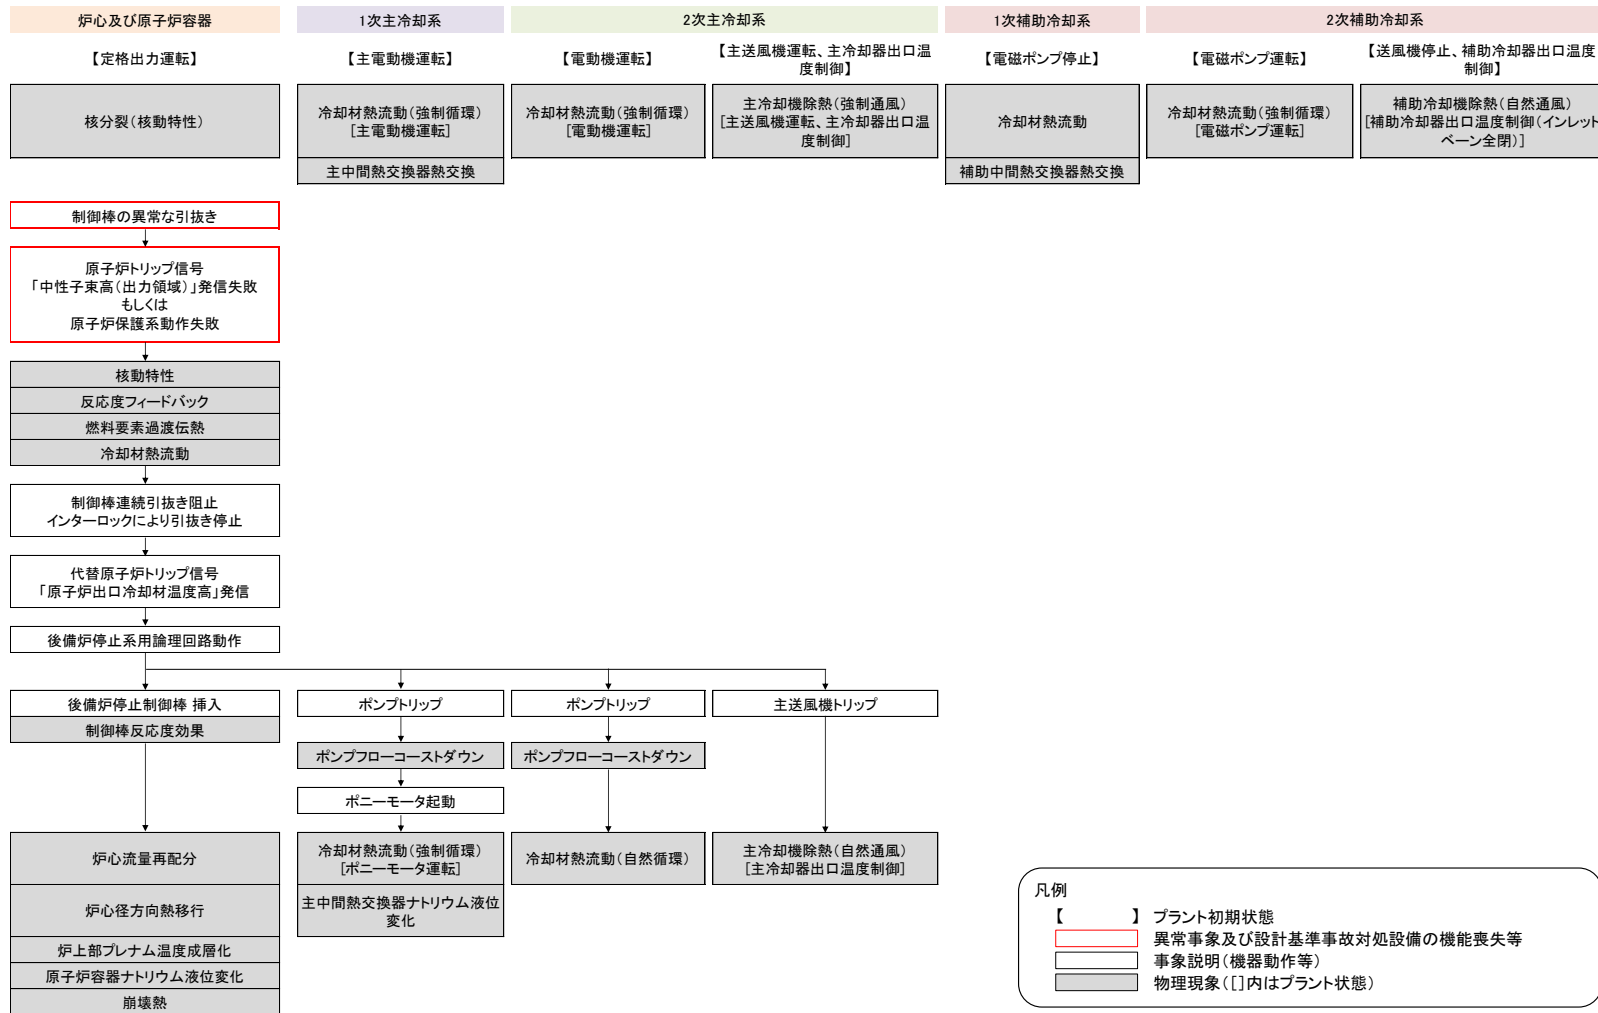 炉心及び原子炉容器
1次主冷却系
2次主冷却系
1次補助冷却系
2次補助冷却系
【定格出力運転】
【主電動機運転】
【電動機運転】
【主送風機運転、主冷却器出口温
度制御】
【電磁ポンプ停止】
【電磁ポンプ運転】
【送風機停止、補助冷却器出口温度
制御】
核分裂(核動特性)
冷却材熱流動(強制循環)
[主電動機運転]
主中間熱交換器熱交換
冷却材熱流動(強制循環)
[電動機運転]
主冷却機除熱(強制通風)
[主送風機運転、主冷却器出口温
度制御]
冷却材熱流動
補助中間熱交換器熱交換
冷却材熱流動(強制循環)
[電磁ポンプ運転]
補助冷却機除熱(自然通風)
[補助冷却器出口温度制御(インレット
ベーン全閉)]
制御棒の異常な引抜き
原子炉トリップ信号
「中性子束高(出力領域)」発信失敗
もしくは
原子炉保護系動作失敗
核動特性
反応度フィードバック
燃料要素過渡伝熱
冷却材熱流動
制御棒連続引抜き阻止
インターロックにより引抜き停止
代替原子炉トリップ信号
「原子炉出口冷却材温度高」発信
後備炉停止系用論理回路動作
後備炉停止制御棒 挿入
制御棒反応度効果
ポンプトリップ
ポンプトリップ
主送風機トリップ
ポンプフローコーストダウン
ポンプフローコーストダウン
ポニーモータ起動
炉心流量再配分
炉心径方向熱移行
炉上部プレナム温度成層化
原子炉容器ナトリウム液位変化
崩壊熱
冷却材熱流動(強制循環)
[ポニーモータ運転]
主中間熱交換器ナトリウム液位
変化
冷却材熱流動(自然循環)
主冷却機除熱(自然通風)
[主冷却器出口温度制御]
凡例
【 】 プラント初期状態
異常事象及び設計基準事故対処設備の機能喪失等
事象説明(機器動作等)
物理現象([]内はプラント状態)